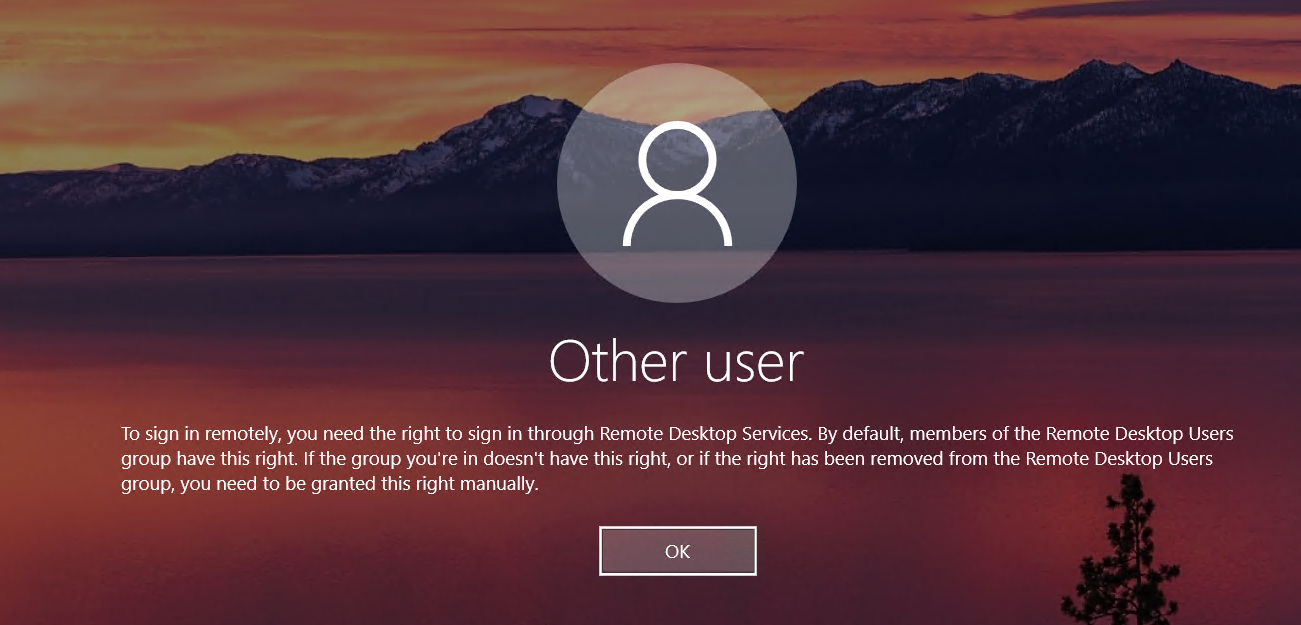 Other user
To sign in remotely, you need the right to sign in through Remote Desktop Services. By default, members of the Remote Desktop Users
group have this right. If the group you're in doesn't have this right, or if the right has been removed from the Remote Desktop Users
group, you need to be granted this right manually.
OK